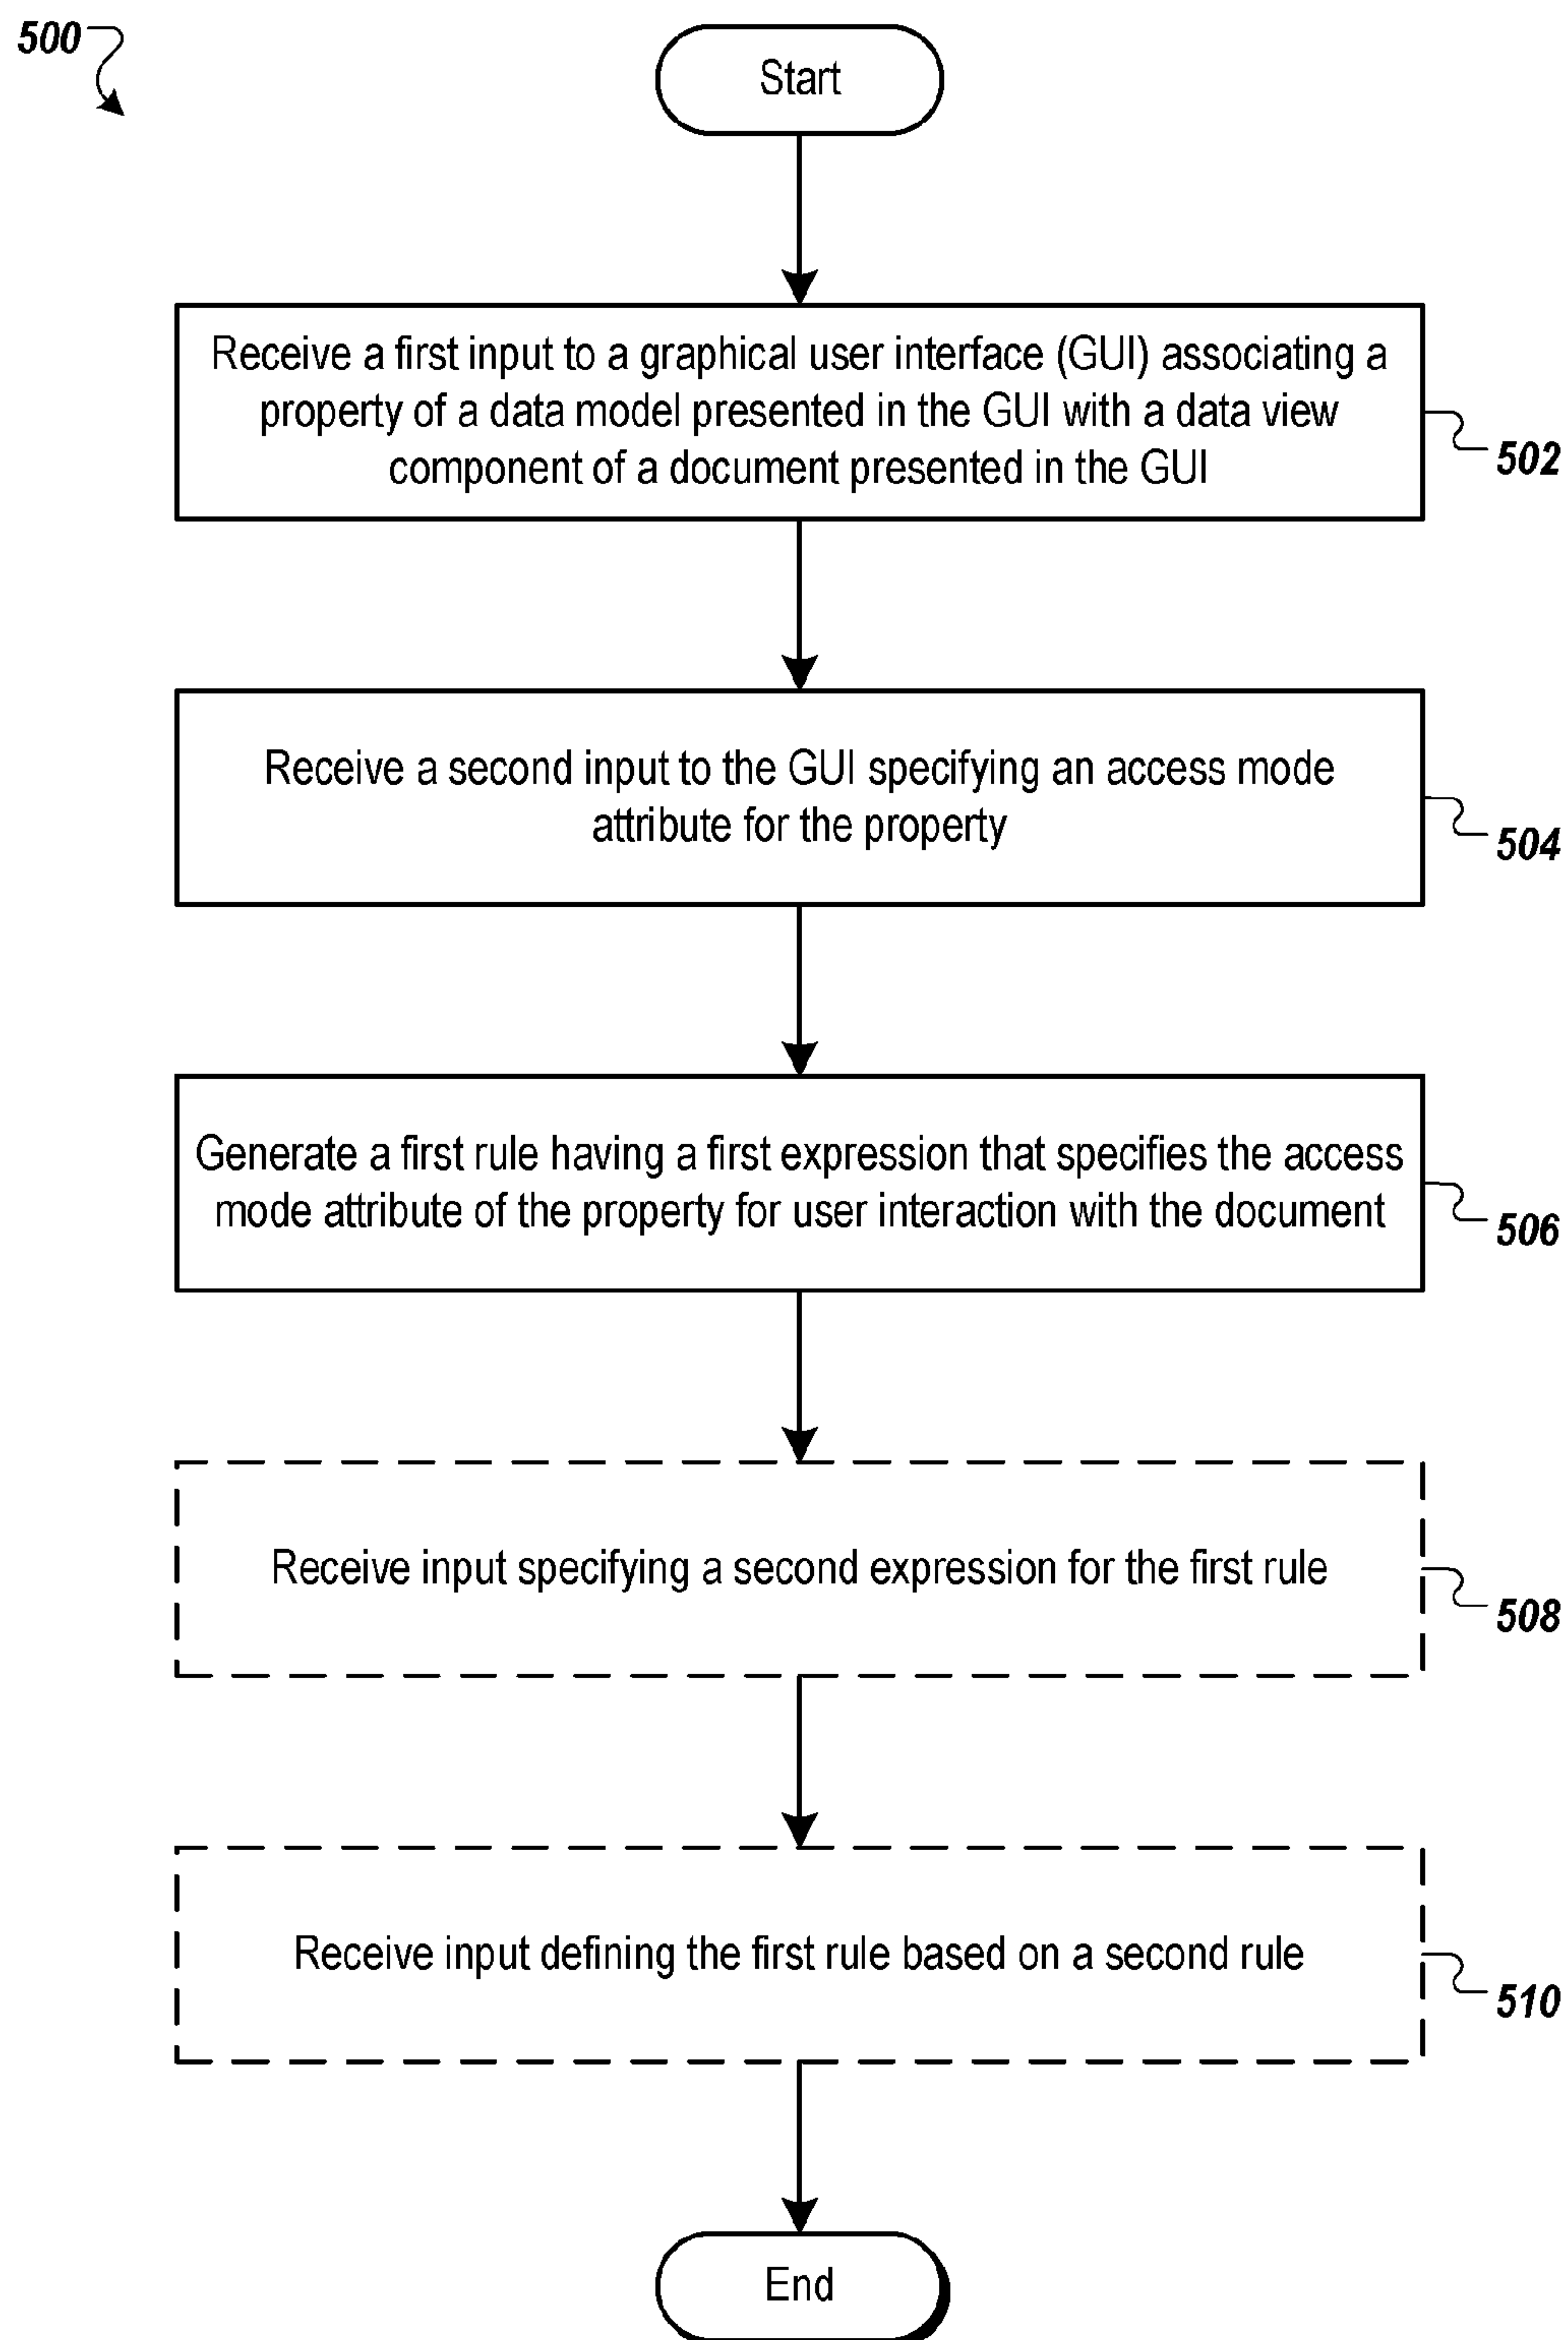 500
Start
Receive a first input to a graphical user interface (GUI) associating a
property of a data model presented in the GUI with a data view
component of a document presented in the GUI
502
Receive a second input to the GUI specifying an access mode
attribute for the property
504
Generate a first rule having a first expression that specifies the access
mode attribute of the property for user interaction with the document
506
Receive input specifying a second expression for the first rule
508
Receive input defining the first rule based on a second rule
510
End